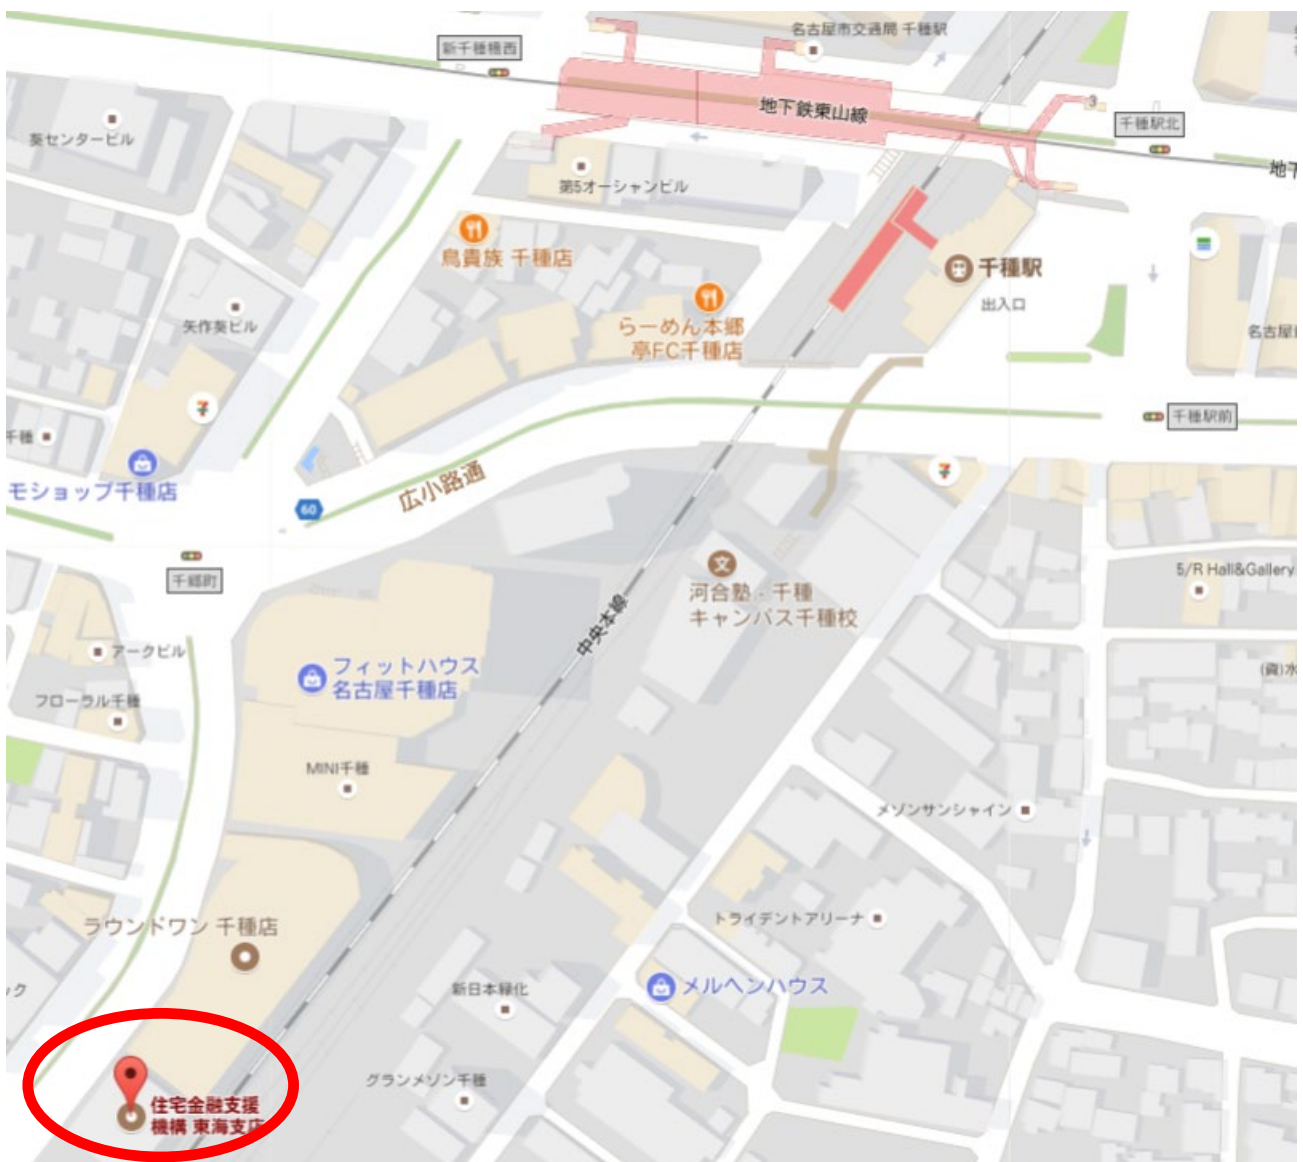 名古屋市交通局 千種駅
新千種橋西
地下鉄東山線
3
千種駅北
葵センタービル
地下
第5オーシャンビル
鳥貴族 千種店
千種駅
出入口
矢作葵ビル
らーめん本郷
亭FC千種店
名古屋
千種駅前
千種
モショップ千種店
広小路通
60
千郷町
河合塾・千種
キャンパス千種校
5/R Hall&Gallery
中央本線
アークビル
フィットハウス
名古屋千種店
フローラル千種
(資)水
MINI千種
メゾンサンシャイン
ラウンドワン 千種店
トライデントアリーナ
ック
新日本緑化
メルヘンハウス
グランメゾン千種
住宅金融支援
機構 東海支店